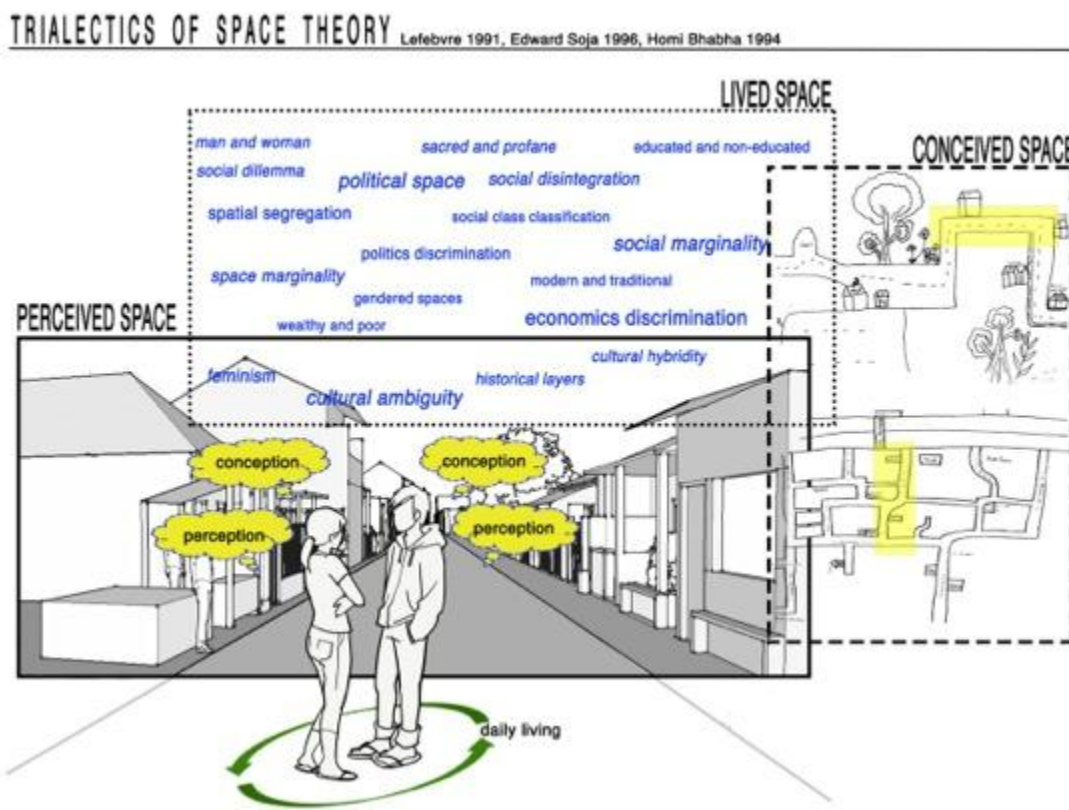 TRIALECTICS OF SPACE THEORY Lefebvre 1991, Edward Soja 1996, Homi Bhabha 1994
LIVED SPACE
CONCEIVED SPACE
man and woman
sacred and profane
educated and non-educated
social dillemma
political space
social disintegration
spatial segregation
social class classification
social marginality
politics discrimination
space marginality
modern and traditional
gendered spaces
PERCEIVED SPACE
wealthy and poor
economics discrimination
cultural hybridity
feminism
historical layers
cultural ambiguity
conception
conception
perception
perception
daily living